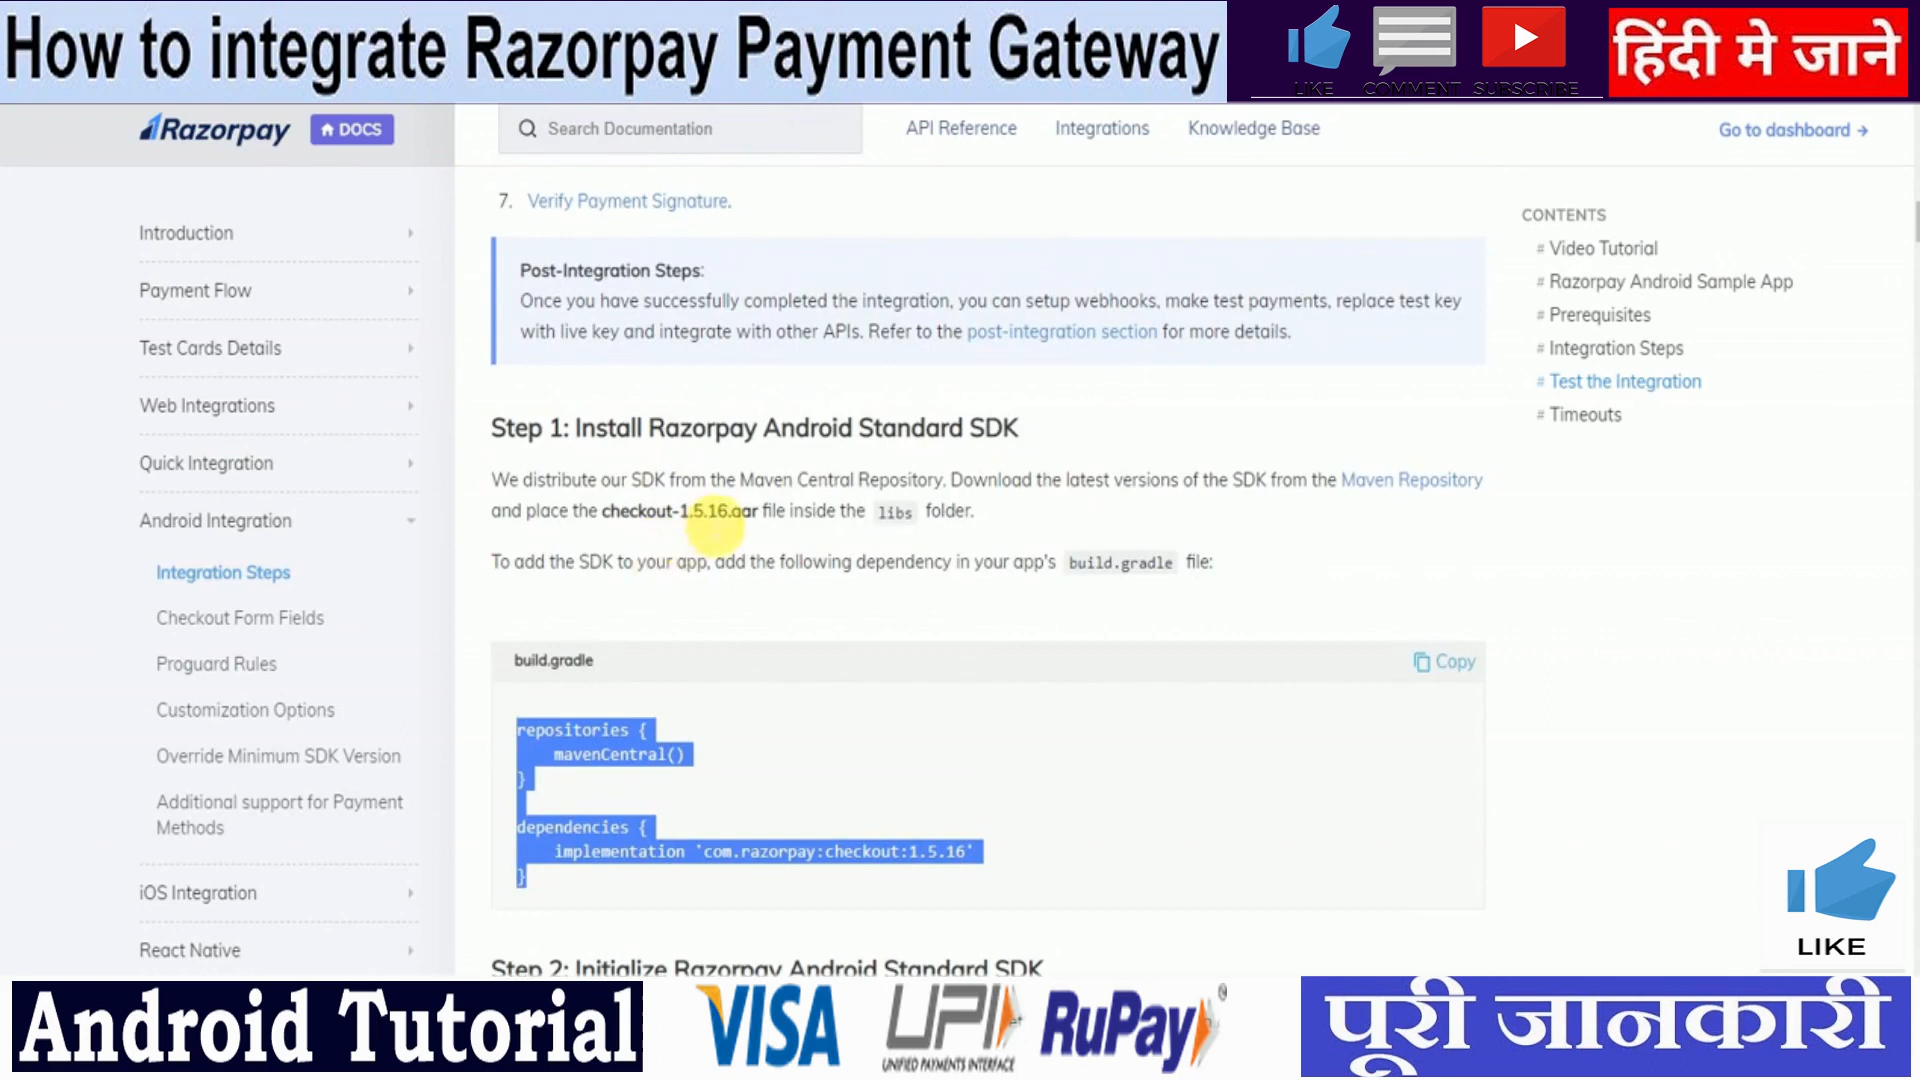 How to integrate Razorpay Payment Gateway
LIKE COMMENT SUBSCRIBE
हिंदी मे जाने
Razorpay DOCS
Search Documentation
API Reference Integrations Knowledge Base
Go to dashboard →
Introduction
Payment Flow
Test Cards Details
Web Integrations
Quick Integration
Android Integration
Integration Steps
Checkout Form Fields
Proguard Rules
Customization Options
Override Minimum SDK Version
Additional support for Payment
Methods
iOS Integration
React Native
7. Verify Payment Signature.
Post-Integration Steps:
Once you have successfully completed the integration, you can setup webhooks, make test payments, replace test key
with live key and integrate with other APIs. Refer to the post-integration section for more details.
Step 1: Install Razorpay Android Standard SDK
We distribute our SDK from the Maven Central Repository. Download the latest versions of the SDK from the Maven Repository
and place the checkout-1.5.16.aar file inside the libs folder.
To add the SDK to your app, add the following dependency in your app's build.gradle file:
build.gradle
Copy
repositories {
mavenCentral()
}
dependencies {
implementation 'com.razorpay:checkout:1.5.16'
}
Step 2: Initialize Razorpay Android Standard SDK
CONTENTS
# Video Tutorial
# Razorpay Android Sample App
# Prerequisites
# Integration Steps
# Test the Integration
# Timeouts
LIKE
Android Tutorial
VISA
UPI
UNIFIED PAYMENTS INTERFACE
RuPay
पूरी जानकारी